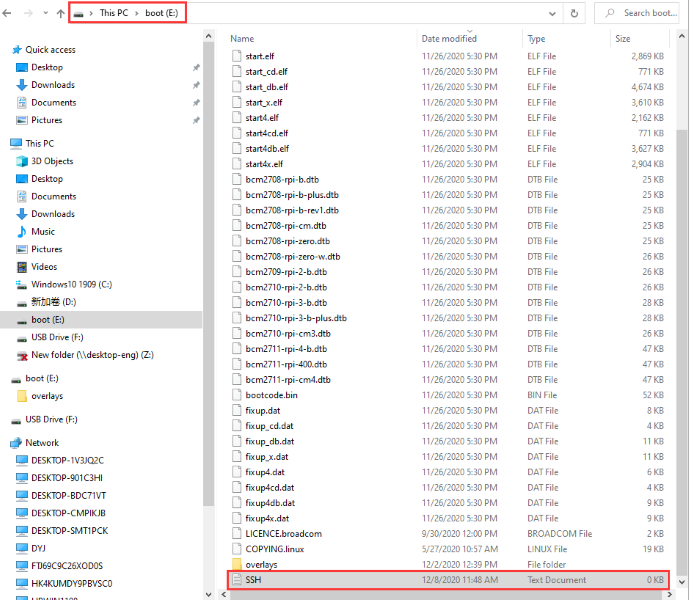 This PC > boot (E:)
Search boot...
Quick access
Desktop
Downloads
Documents
Pictures
This PC
3D Objects
Desktop
Documents
Downloads
Music
Pictures
Videos
Windows10 1909 (C:)
新加卷 (D:)
boot (E:)
USB Drive (F:)
New folder (\\desktop-eng) (Z:)
boot (E:)
overlays
USB Drive (F:)
Network
DESKTOP-1V3JQ2C
DESKTOP-901C3HI
DESKTOP-BDC71VT
DESKTOP-CMPIKJB
DESKTOP-SMT1PCK
DYJ
FTJ69C9C26XOD0S
HK4KUMDY9PBVSC0
Name Date modified Type Size
start.elf 11/26/2020 5:30 PM ELF File 2,869 KB
start_cd.elf 11/26/2020 5:30 PM ELF File 771 KB
start_db.elf 11/26/2020 5:30 PM ELF File 4,674 KB
start_x.elf 11/26/2020 5:30 PM ELF File 3,610 KB
start4.elf 11/26/2020 5:30 PM ELF File 2,162 KB
start4cd.elf 11/26/2020 5:30 PM ELF File 771 KB
start4db.elf 11/26/2020 5:30 PM ELF File 3,627 KB
start4x.elf 11/26/2020 5:30 PM ELF File 2,904 KB
bcm2708-rpi-b.dtb 11/26/2020 5:30 PM DTB File 25 KB
bcm2708-rpi-b-plus.dtb 11/26/2020 5:30 PM DTB File 25 KB
bcm2708-rpi-b-rev1.dtb 11/26/2020 5:30 PM DTB File 25 KB
bcm2708-rpi-cm.dtb 11/26/2020 5:30 PM DTB File 25 KB
bcm2708-rpi-zero.dtb 11/26/2020 5:30 PM DTB File 25 KB
bcm2708-rpi-zero-w.dtb 11/26/2020 5:30 PM DTB File 26 KB
bcm2709-rpi-2-b.dtb 11/26/2020 5:30 PM DTB File 26 KB
bcm2710-rpi-2-b.dtb 11/26/2020 5:30 PM DTB File 26 KB
bcm2710-rpi-3-b.dtb 11/26/2020 5:30 PM DTB File 28 KB
bcm2710-rpi-3-b-plus.dtb 11/26/2020 5:30 PM DTB File 28 KB
bcm2710-rpi-cm3.dtb 11/26/2020 5:30 PM DTB File 26 KB
bcm2711-rpi-4-b.dtb 11/26/2020 5:30 PM DTB File 47 KB
bcm2711-rpi-400.dtb 11/26/2020 5:30 PM DTB File 47 KB
bcm2711-rpi-cm4.dtb 11/26/2020 5:30 PM DTB File 47 KB
bootcode.bin 11/26/2020 5:30 PM BIN File 52 KB
fixup.dat 11/26/2020 5:30 PM DAT File 8 KB
fixup_cd.dat 11/26/2020 5:30 PM DAT File 4 KB
fixup_db.dat 11/26/2020 5:30 PM DAT File 11 KB
fixup_x.dat 11/26/2020 5:30 PM DAT File 11 KB
fixup4.dat 11/26/2020 5:30 PM DAT File 6 KB
fixup4cd.dat 11/26/2020 5:30 PM DAT File 4 KB
fixup4db.dat 11/26/2020 5:30 PM DAT File 9 KB
fixup4x.dat 11/26/2020 5:30 PM DAT File 9 KB
LICENCE.broadcom 9/30/2020 12:00 PM BROADCOM File 2 KB
COPYING.linux 5/27/2020 10:57 AM LINUX File 19 KB
overlays 12/2/2020 12:39 PM File folder
SSH 12/8/2020 11:48 AM Text Document 0 KB